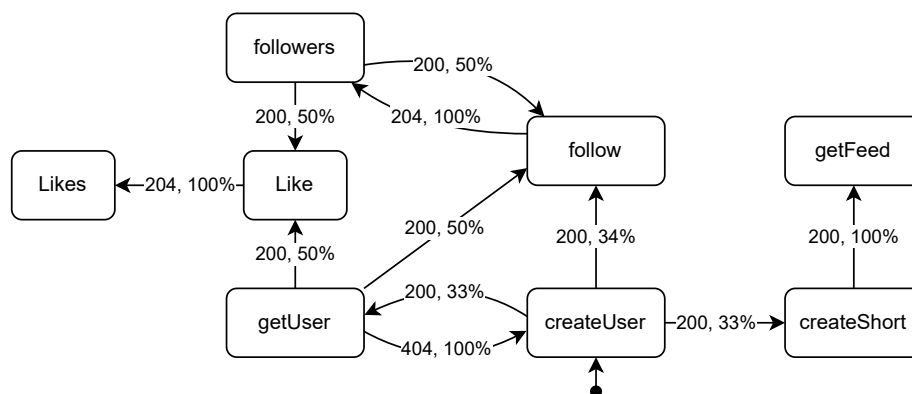 followers
200, 50%
204, 100%
200, 50%
follow
getFeed
Likes
204, 100%
Like
200, 50%
200, 34%
200, 100%
200, 50%
200, 33%
getUser
createUser
200, 33%
createShort
404, 100%